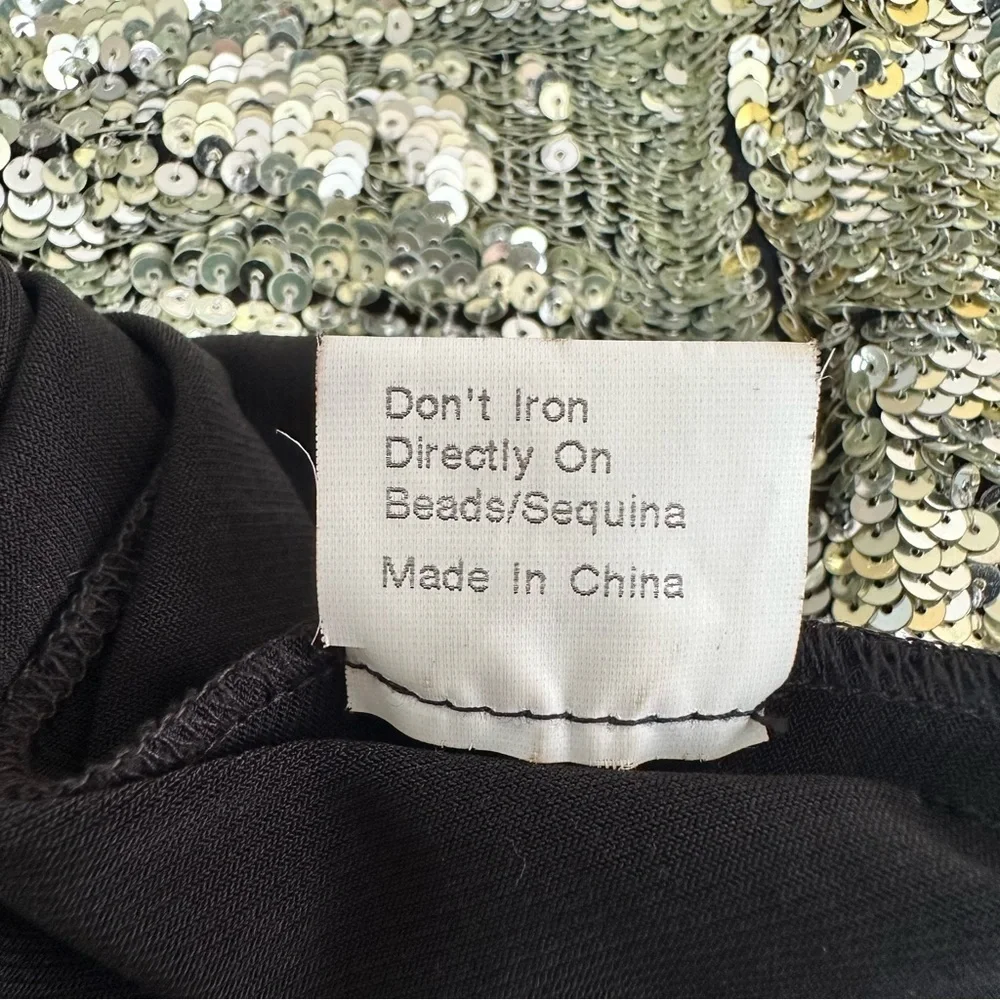 Don't Iron
Directly On
Beads/Sequina
Made In China